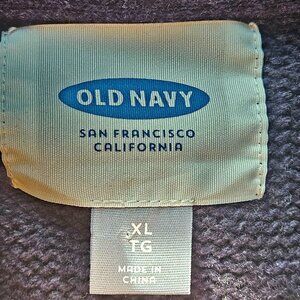 OLD NAVY
SAN FRANCISCO
CALIFORNIA
XL
TG
MADE IN
CHINA